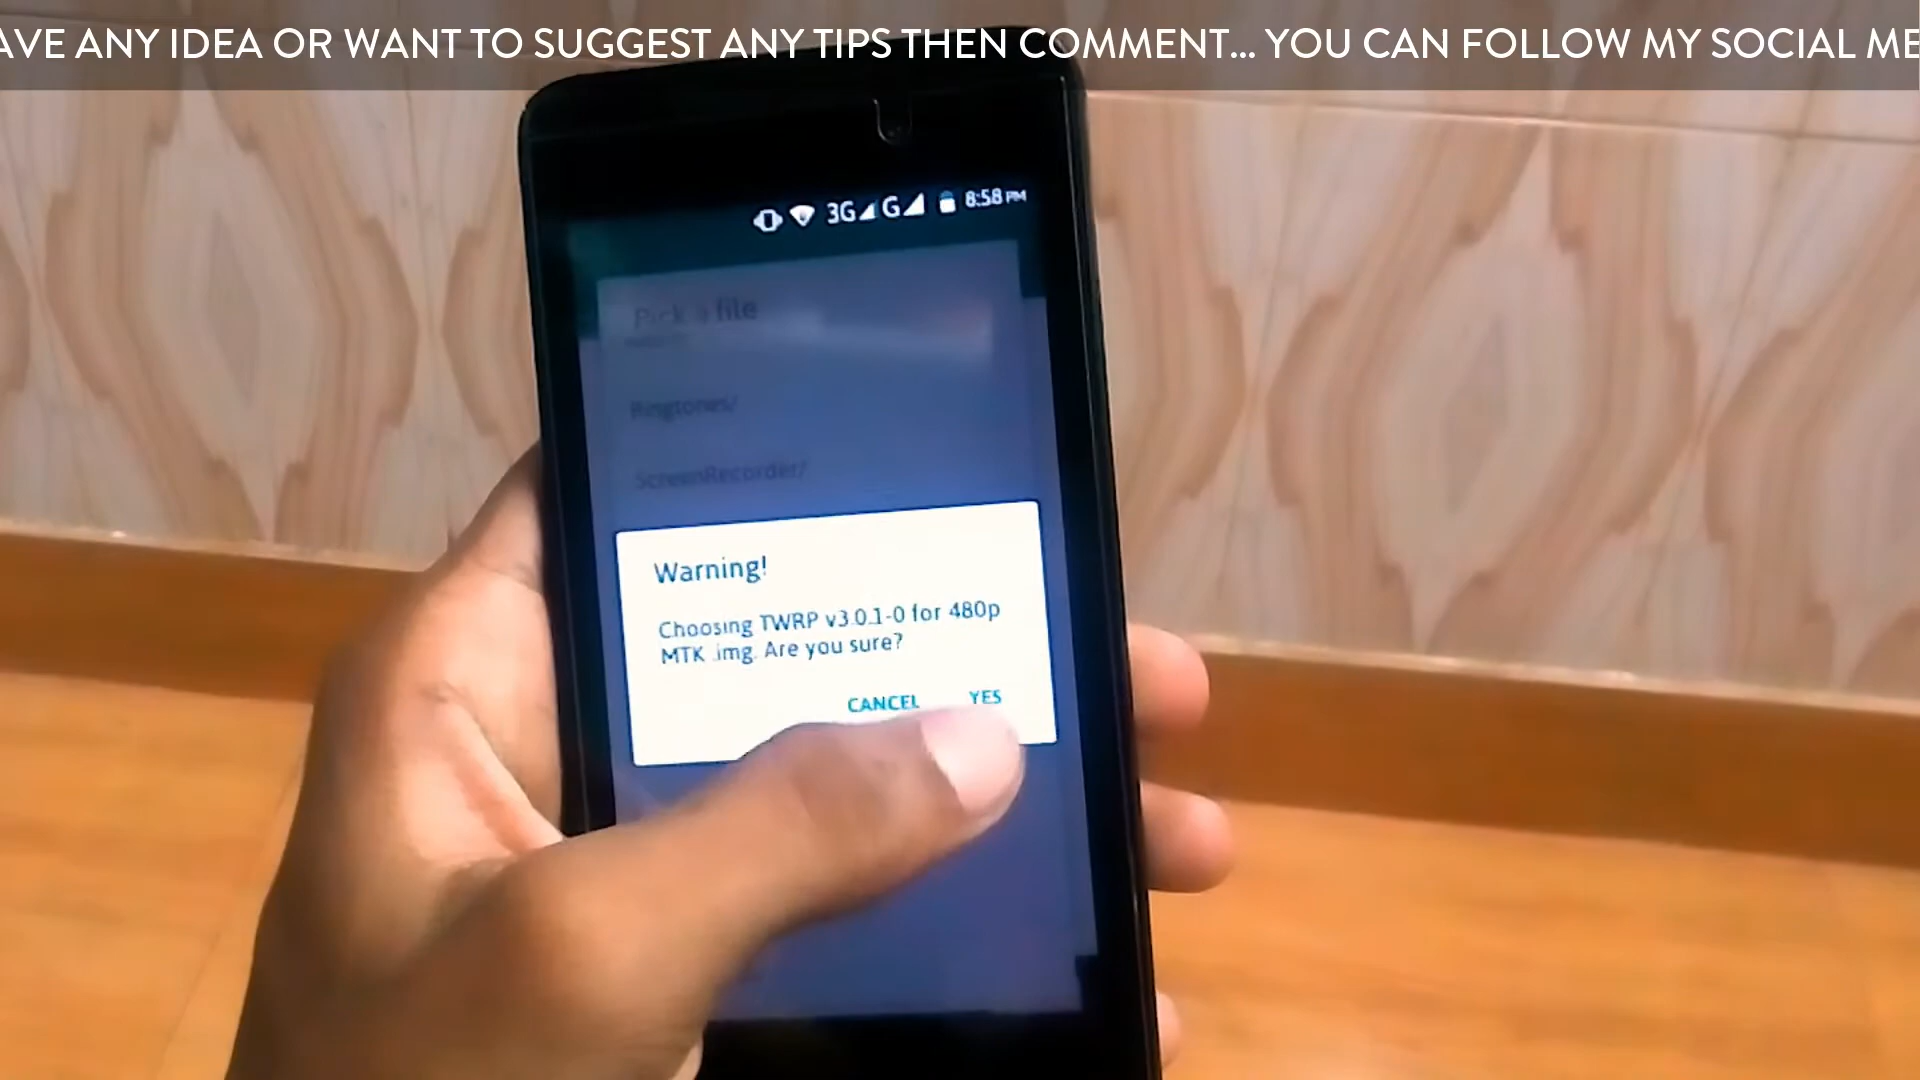 AVE ANY IDEA OR WANT TO SUGGEST ANY TIPS THEN COMMENT... YOU CAN FOLLOW MY SOCIAL ME
3G G 8:58 PM
Pick a file
Ringtones/
ScreenRecorder/
Warning!
Choosing TWRP v3.0.1-0 for 480p
MTK .img. Are you sure?
CANCEL YES